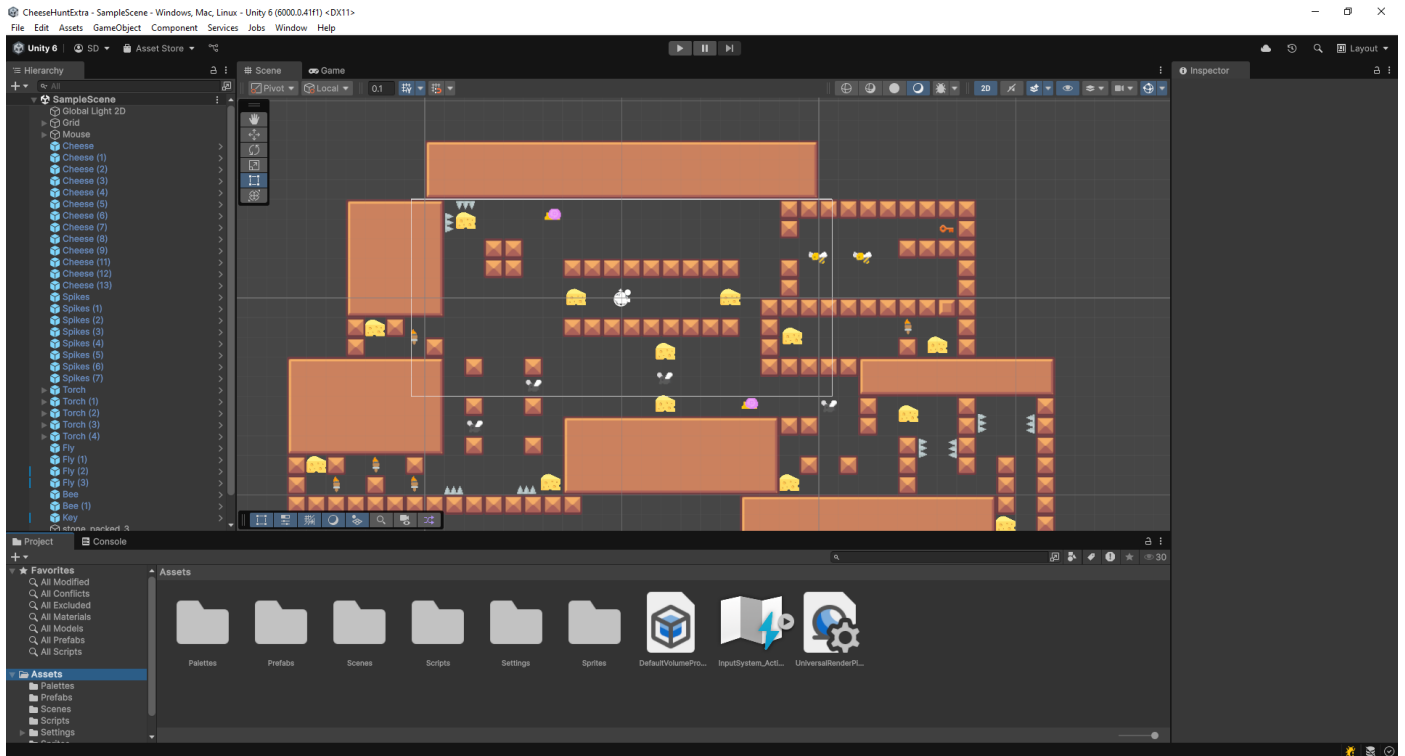 CheeseHuntExtra - SampleScene - Windows, Mac, Linux - Unity 6 (6000.0.41f1) <DX11>
File Edit Assets GameObject Component Services Jobs Window Help
Unity 6 SD Asset Store Layout
Hierarchy
Scene Game
Inspector
All
Pivot Local 0.1 2D
SampleScene
Global Light 2D
Grid
Mouse
Cheese
Cheese (1)
Cheese (2)
Cheese (3)
Cheese (4)
Cheese (5)
Cheese (6)
Cheese (7)
Cheese (8)
Cheese (9)
Cheese (11)
Cheese (12)
Cheese (13)
Spikes
Spikes (1)
Spikes (2)
Spikes (3)
Spikes (4)
Spikes (5)
Spikes (6)
Spikes (7)
Torch
Torch (1)
Torch (2)
Torch (3)
Torch (4)
Fly
Fly (1)
Fly (2)
Fly (3)
Bee
Bee (1)
Key
stone_packed_3
Project Console
30
Favorites
All Modified
All Conflicts
All Excluded
All Materials
All Models
All Prefabs
All Scripts
Assets
Palettes
Prefabs
Scenes
Scripts
Settings
Assets
Palettes Prefabs Scenes Scripts Settings Sprites DefaultVolumePro... InputSystem_Acti... UniversalRenderPi...